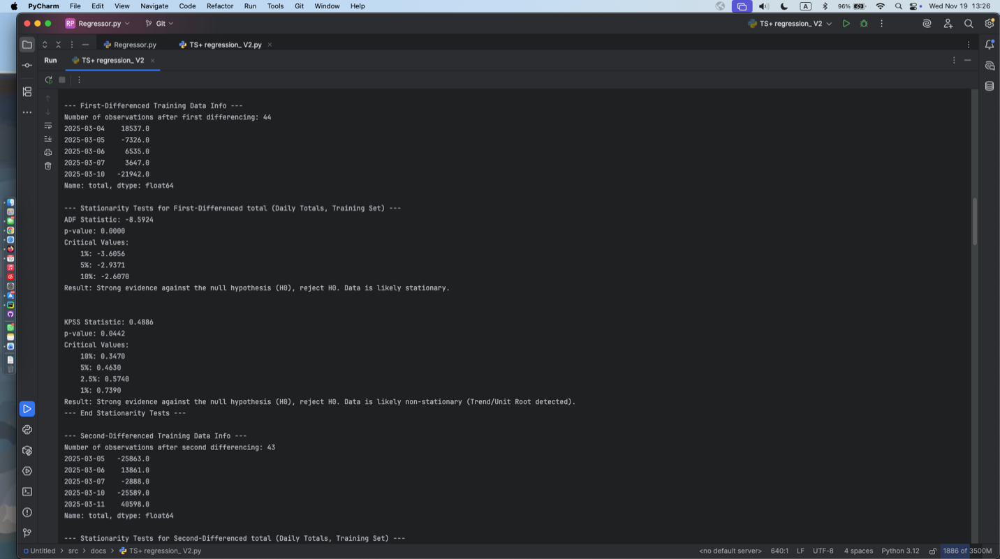 PyCharm File Edit View Navigate Code Refactor Run Tools Git Window Help A 96% Wed Nov 19 13:26
RP Regressor.py Git TS+ regression_ V2
Regressor.py TS+ regression_ V2.py
Run TS+ regression_ V2
--- First-Differenced Training Data Info ---
Number of observations after first differencing: 44
2025-03-04    18537.0
2025-03-05    -7326.0
2025-03-06     6535.0
2025-03-07     3647.0
2025-03-10   -21942.0
Name: total, dtype: float64
--- Stationarity Tests for First-Differenced total (Daily Totals, Training Set) ---
ADF Statistic: -8.5924
p-value: 0.0000
Critical Values:
    1%: -3.6056
    5%: -2.9371
    10%: -2.6070
Result: Strong evidence against the null hypothesis (H0), reject H0. Data is likely stationary.
KPSS Statistic: 0.4886
p-value: 0.0442
Critical Values:
    10%: 0.3470
    5%: 0.4630
    2.5%: 0.5740
    1%: 0.7390
Result: Strong evidence against the null hypothesis (H0), reject H0. Data is likely non-stationary (Trend/Unit Root detected).
--- End Stationarity Tests ---
--- Second-Differenced Training Data Info ---
Number of observations after second differencing: 43
2025-03-05   -25863.0
2025-03-06    13861.0
2025-03-07    -2888.0
2025-03-10   -25589.0
2025-03-11    40598.0
Name: total, dtype: float64
--- Stationarity Tests for Second-Differenced total (Daily Totals, Training Set) ---
Untitled > src > docs > TS+ regression_ V2.py <no default server> 640:1 LF UTF-8 4 spaces Python 3.12 1886 of 3500M